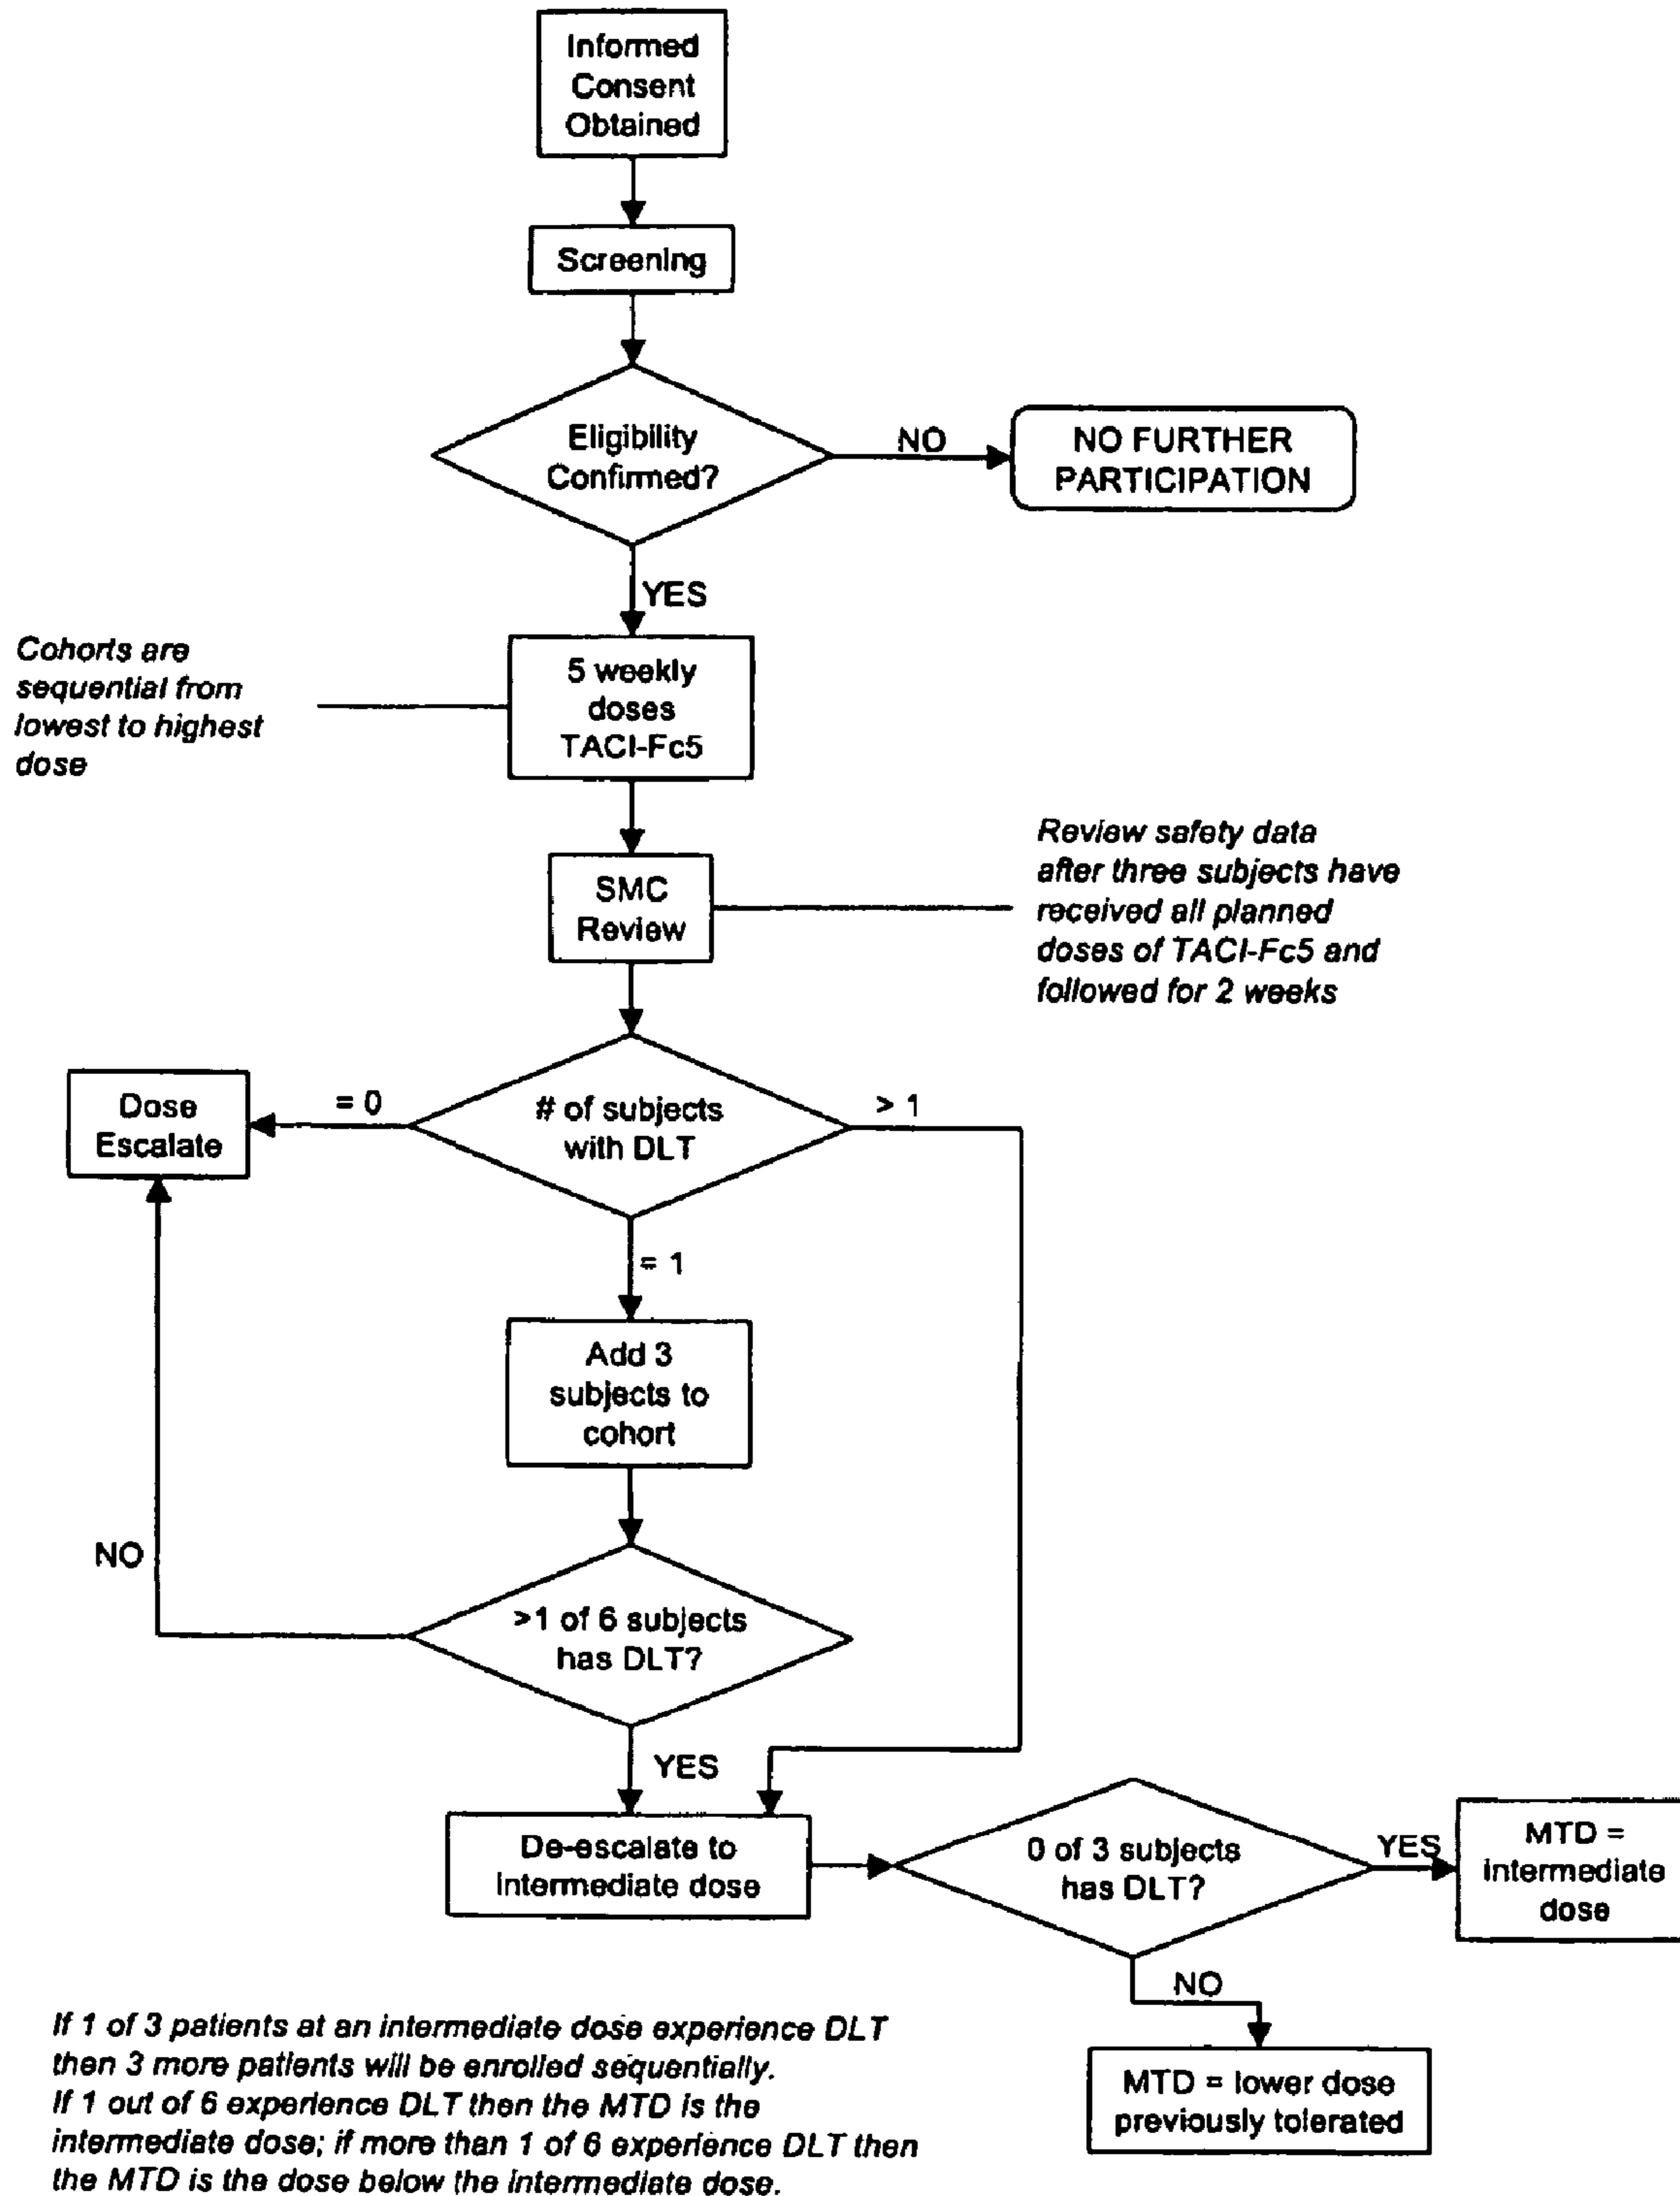 Informed
Consent
Obtained
Screening
Eligibility
Confirmed?
NO
NO FURTHER
PARTICIPATION
YES
Cohorts are
sequential from
lowest to highest
dose
5 weekly
doses
TACI-Fc5
SMC
Review
Review safety data
after three subjects have
received all planned
doses of TACI-Fc5 and
followed for 2 weeks
Dose
Escalate
= 0
# of subjects
with DLT
> 1
= 1
Add 3
subjects to
cohort
NO
>1 of 6 subjects
has DLT?
YES
De-escalate to
intermediate dose
0 of 3 subjects
has DLT?
YES
MTD =
intermediate
dose
NO
MTD = lower dose
previously tolerated
If 1 of 3 patients at an intermediate dose experience DLT
then 3 more patients will be enrolled sequentially.
If 1 out of 6 experience DLT then the MTD is the
intermediate dose; if more than 1 of 6 experience DLT then
the MTD is the dose below the intermediate dose.